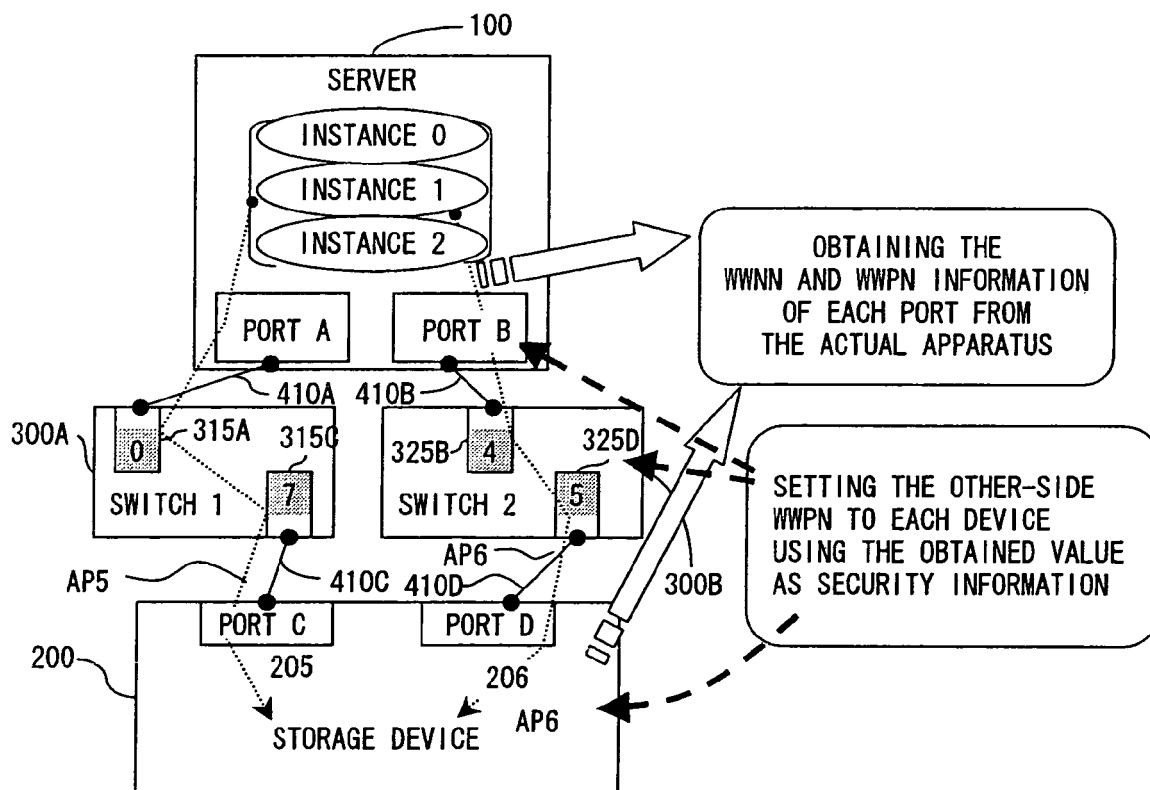 100
SERVER
INSTANCE 0
INSTANCE 1
INSTANCE 2
PORT A
PORT B
OBTAINING THE
WWNN AND WWPN INFORMATION
OF EACH PORT FROM
THE ACTUAL APPARATUS
410A
410B
300A
0
315A
315C
7
SWITCH 1
325B
4
325D
5
SWITCH 2
SETTING THE OTHER-SIDE
WWPN TO EACH DEVICE
USING THE OBTAINED VALUE
AS SECURITY INFORMATION
AP5
410C
AP6
410D
300B
PORT C
PORT D
200
205
206
AP6
STORAGE DEVICE